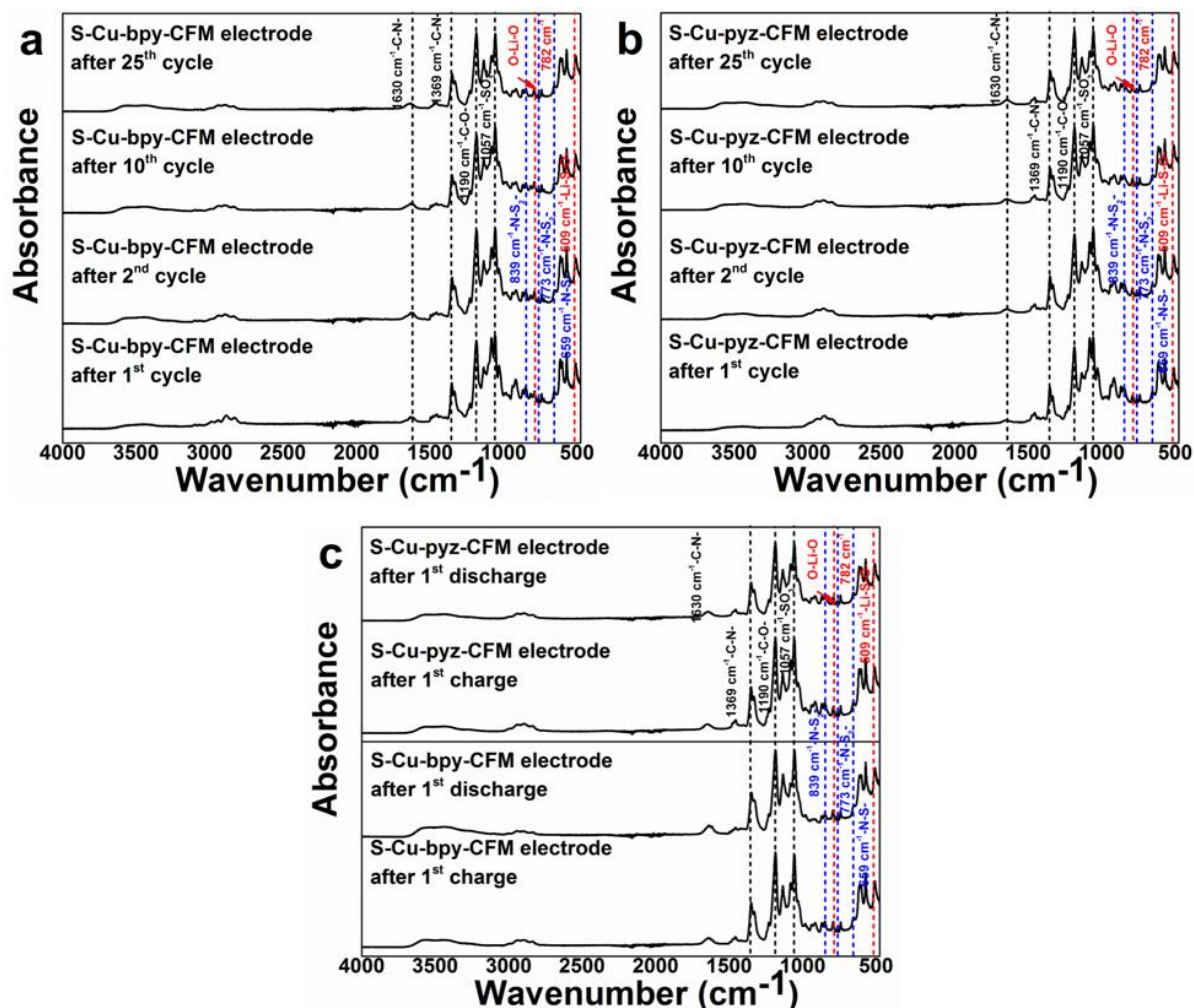 a
S-Cu-bpy-CFM electrode
after 25th cycle
S-Cu-bpy-CFM electrode
after 10th cycle
S-Cu-bpy-CFM electrode
after 2nd cycle
S-Cu-bpy-CFM electrode
after 1st cycle
1630 cm-1-C-N-
1369 cm-1-C-N-
1190 cm-1-C-O-
1057 cm-1-SO
O-Li-O
782 cm-1
839 cm-1-N-S2-
773 cm-1-N-S2-
509 cm-1-Li-S
659 cm-1-N-S-
Absorbance
4000 3500 3000 2500 2000 1500 1000 500
Wavenumber (cm-1)
b
S-Cu-pyz-CFM electrode
after 25th cycle
S-Cu-pyz-CFM electrode
after 10th cycle
S-Cu-pyz-CFM electrode
after 2nd cycle
S-Cu-pyz-CFM electrode
after 1st cycle
1630 cm-1-C-N-
1369 cm-1-C-N-
1190 cm-1-C-O
1057 cm-1-SO
O-Li-O
782 cm-1
839 cm-1-N-S2-
773 cm-1-N-S2-
509 cm-1-Li-S
cm-1-N-S-
Absorbance
4000 3500 3000 2500 2000 1500 1000 500
Wavenumber (cm-1)
c
S-Cu-pyz-CFM electrode
after 1st discharge
S-Cu-pyz-CFM electrode
after 1st charge
S-Cu-bpy-CFM electrode
after 1st discharge
S-Cu-bpy-CFM electrode
after 1st charge
1630 cm-1-C-N-
1369 cm-1-C-N-
1190 cm-1-C-O-
1057 cm-1-SO
O-Li-O
782 cm-1
839 cm-1-N-S2-
773 cm-1-N-S2-
509 cm-1-Li-S
659 cm-1-N-S-
Absorbance
4000 3500 3000 2500 2000 1500 1000 500
Wavenumber (cm-1)